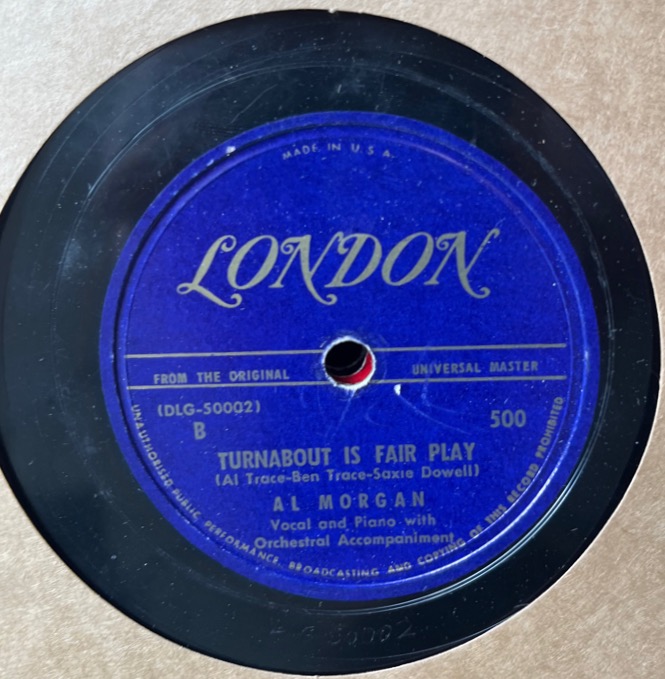 MADE IN U.S.A.
LONDON
FROM THE ORIGINAL UNIVERSAL MASTER
(DLG-50002)
B
500
TURNABOUT IS FAIR PLAY
(Al Trace-Ben Trace-Saxie Dowell)
AL MORGAN
Vocal and Piano with
Orchestral Accompaniment
UNAUTHORISED PUBLIC PERFORMANCE, BROADCASTING AND COPYING OF THIS RECORD PROHIBITED